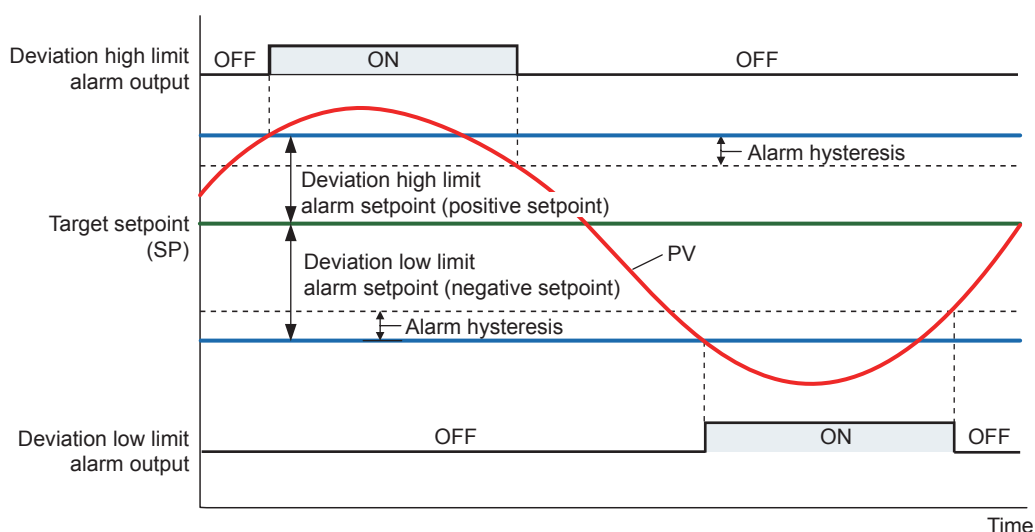 Deviation high limit
alarm output
OFF
ON
OFF
Alarm hysteresis
Deviation high limit
alarm setpoint (positive setpoint)
Target setpoint
(SP)
Deviation low limit
alarm setpoint (negative setpoint)
PV
Alarm hysteresis
Deviation low limit
alarm output
OFF
ON
OFF
Time